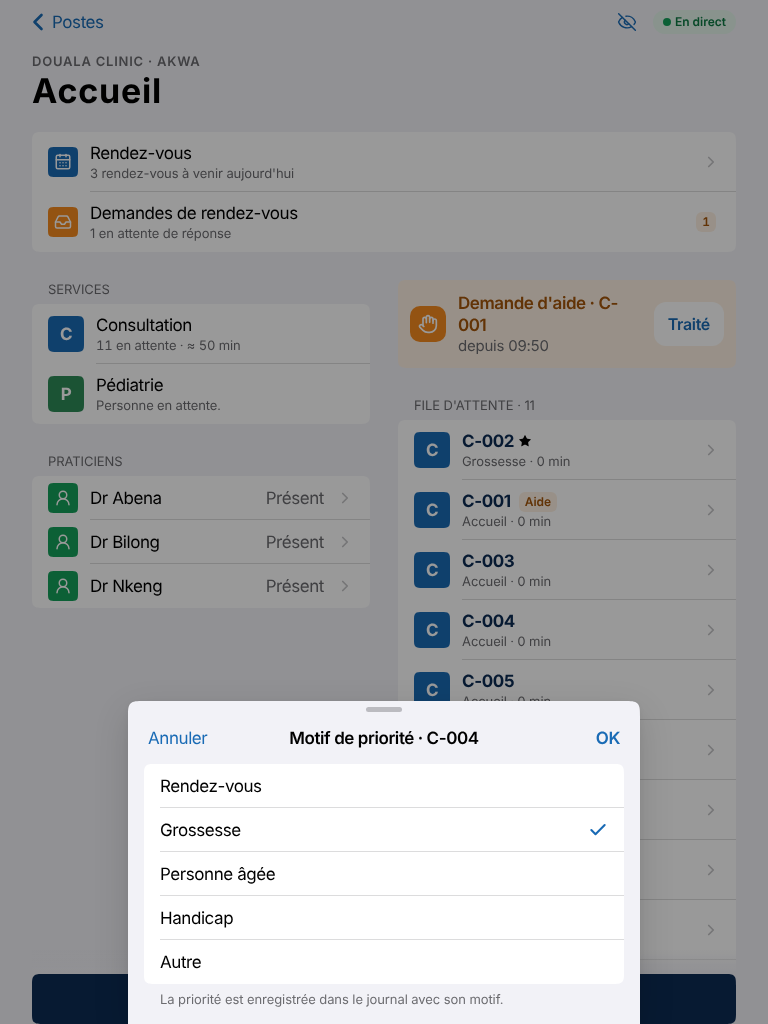 Postes
En direct
DOUALA CLINIC · AKWA
Accueil
Rendez-vous
3 rendez-vous à venir aujourd'hui
Demandes de rendez-vous
1 en attente de réponse
1
SERVICES
C
Consultation
11 en attente · ≈ 50 min
P
Pédiatrie
Personne en attente.
PRATICIENS
Dr Abena
Présent
Dr Bilong
Présent
Dr Nkeng
Présent
Demande d'aide · C-
001
depuis 09:50
Traité
FILE D'ATTENTE · 11
C
C-002 ★
Grossesse · 0 min
C
C-001
Aide
Accueil · 0 min
C
C-003
Accueil · 0 min
C
C-004
Accueil · 0 min
C
C-005
Accueil · 0 min
Annuler
Motif de priorité · C-004
OK
Rendez-vous
Grossesse
Personne âgée
Handicap
Autre
La priorité est enregistrée dans le journal avec son motif.